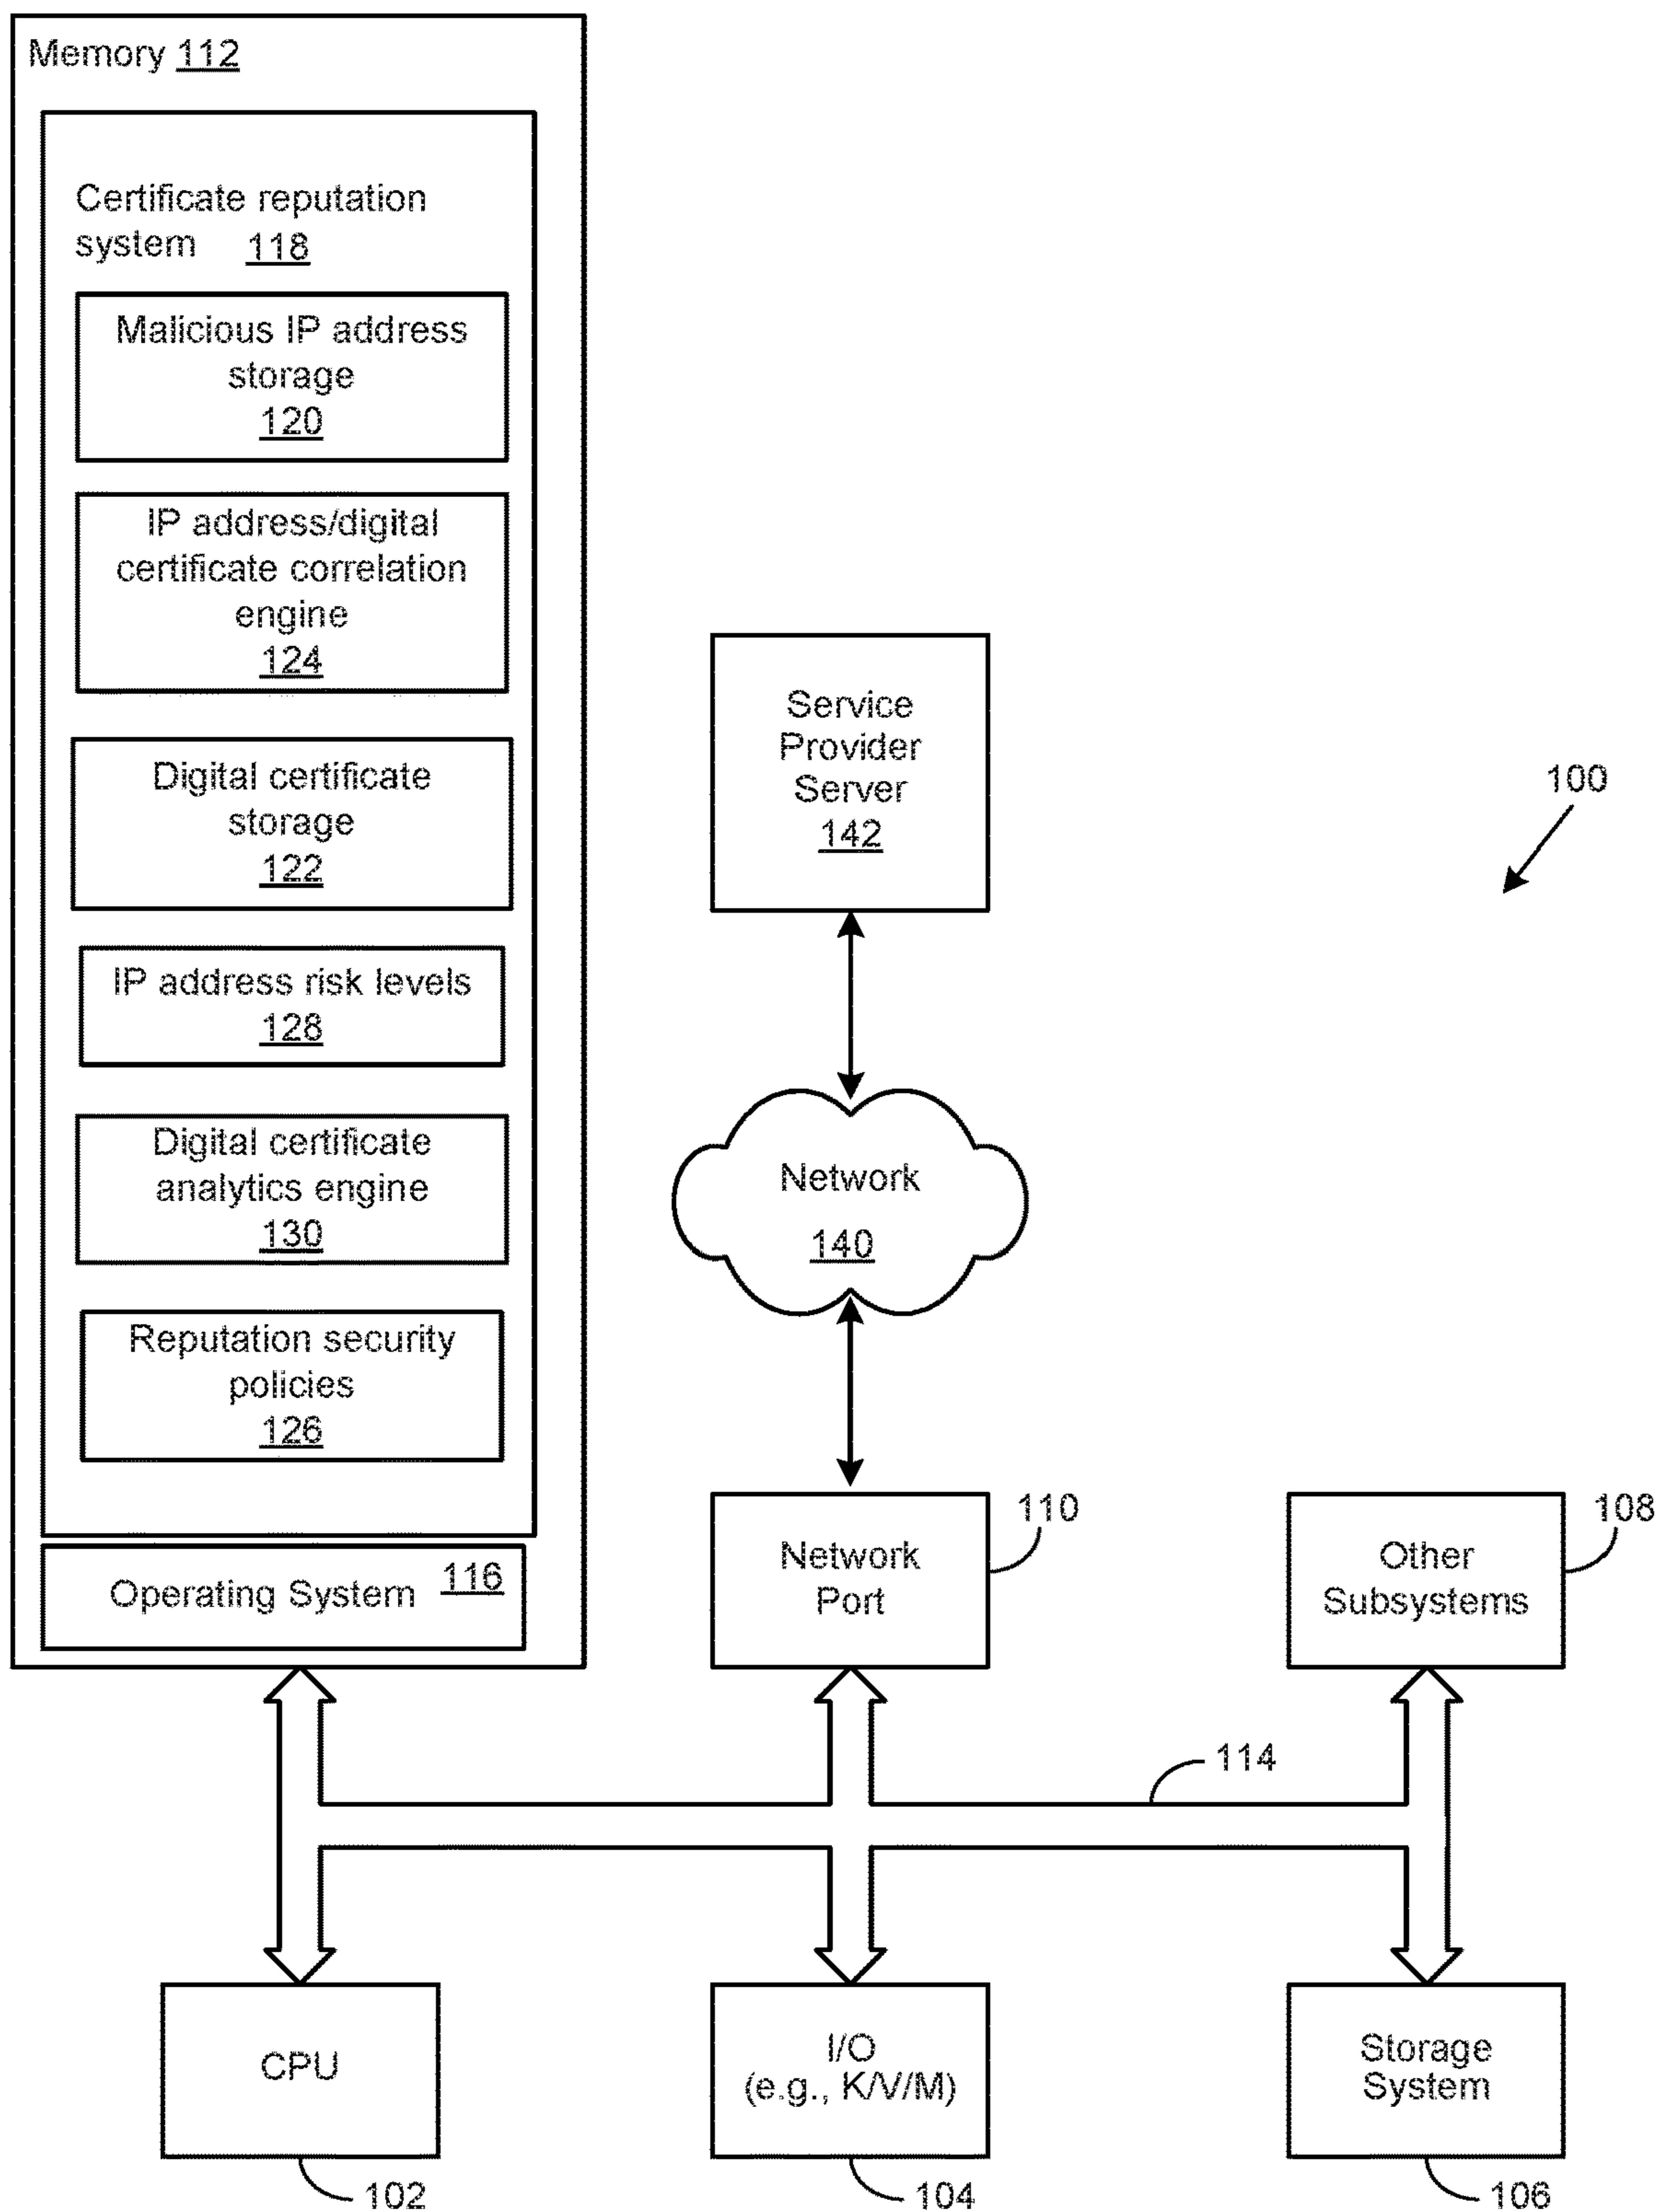 Memory 112
Certificate reputation
system 118
Malicious IP address
storage
120
IP address/digital
certificate correlation
engine
124
Digital certificate
storage
122
IP address risk levels
128
Digital certificate
analytics engine
130
Reputation security
policies
126
Operating System 116
Service
Provider
Server
142
100
Network
140
Network
Port
110
Other
Subsystems
108
114
CPU
102
I/O
(e.g., K/V/M)
104
Storage
System
106